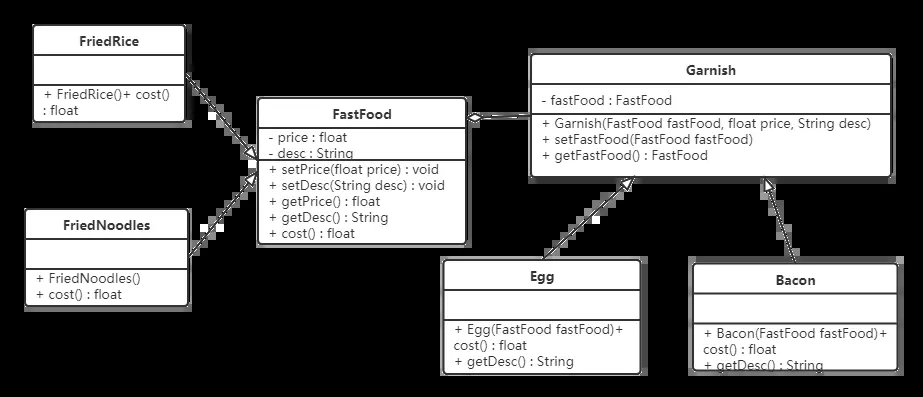 FriedRice
+ FriedRice()+ cost()
: float
FastFood
- price : float
- desc : String
+ setPrice(float price) : void
+ setDesc(String desc) : void
+ getPrice() : float
+ getDesc() : String
+ cost() : float
Garnish
- fastFood : FastFood
+ Garnish(FastFood fastFood, float price, String desc)
+ setFastFood(FastFood fastFood)
+ getFastFood() : FastFood
FriedNoodles
+ FriedNoodles()
+ cost() : float
Egg
+ Egg(FastFood fastFood)+
cost() : float
+ getDesc() : String
Bacon
+ Bacon(FastFood fastFood)+
cost() : float
+ getDesc() : String